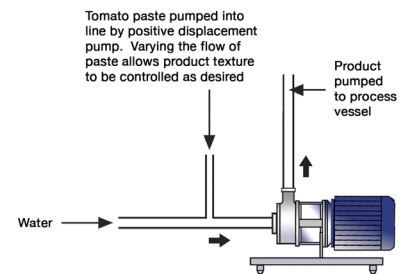 Tomato paste pumped into
line by positive displacement
pump. Varying the flow of
paste allows product texture
to be controlled as desired
Product
pumped
to process
vessel
Water